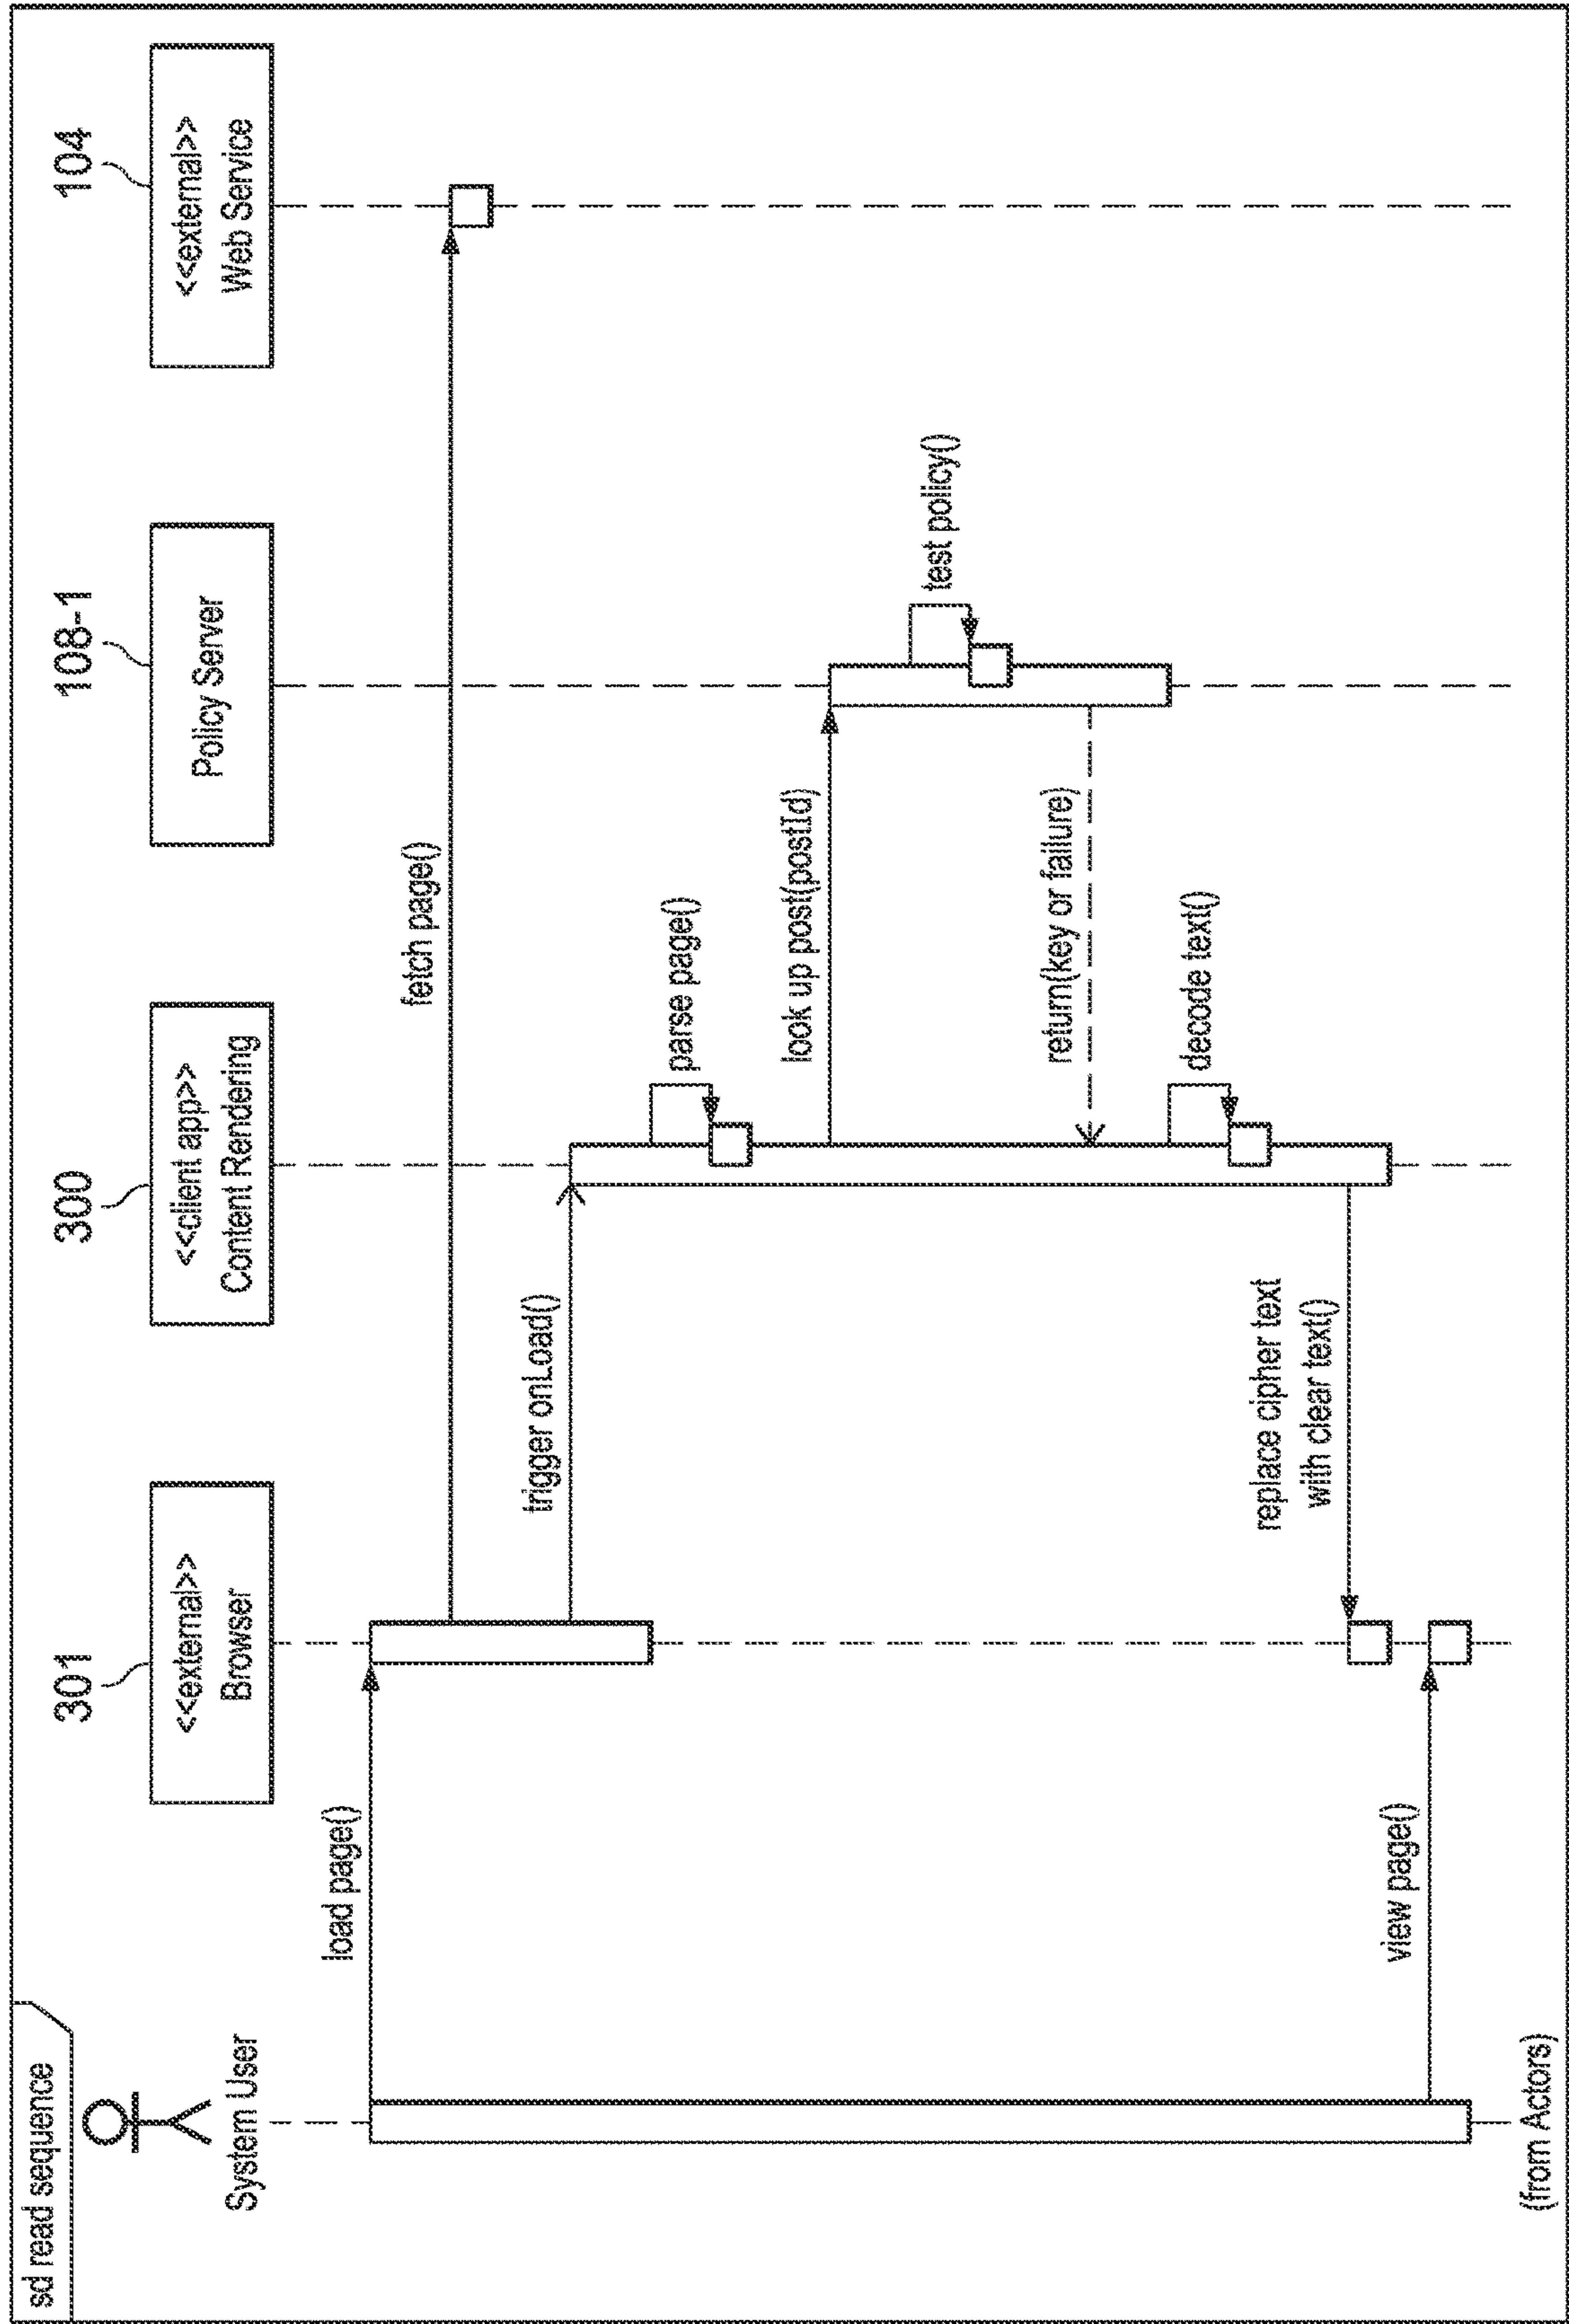 sd read sequence
System User
301
<<external>>
Browser
300
<<client app>>
Content Rendering
108-1
Policy Server
104
<<external>>
Web Service
load page()
fetch page()
trigger onLoad()
parse page()
look up post(postId)
test policy()
return(key or failure)
decode text()
replace cipher text
with clear text()
view page()
(from Actors)